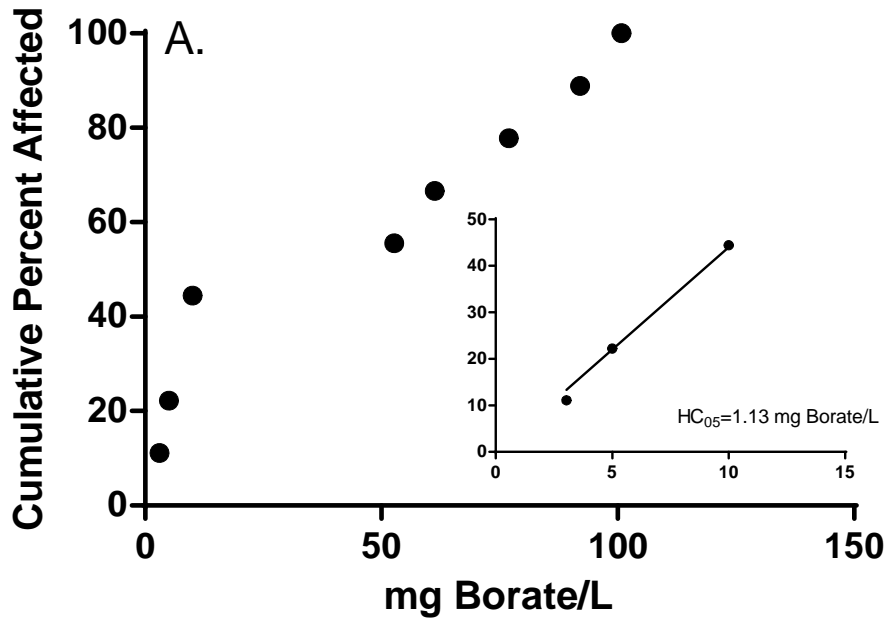 A.
Cumulative Percent Affected
100
80
60
40
20
0
0 50 100 150
mg Borate/L
50
40
30
20
10
0
0 5 10 15
HC₀₅=1.13 mg Borate/L